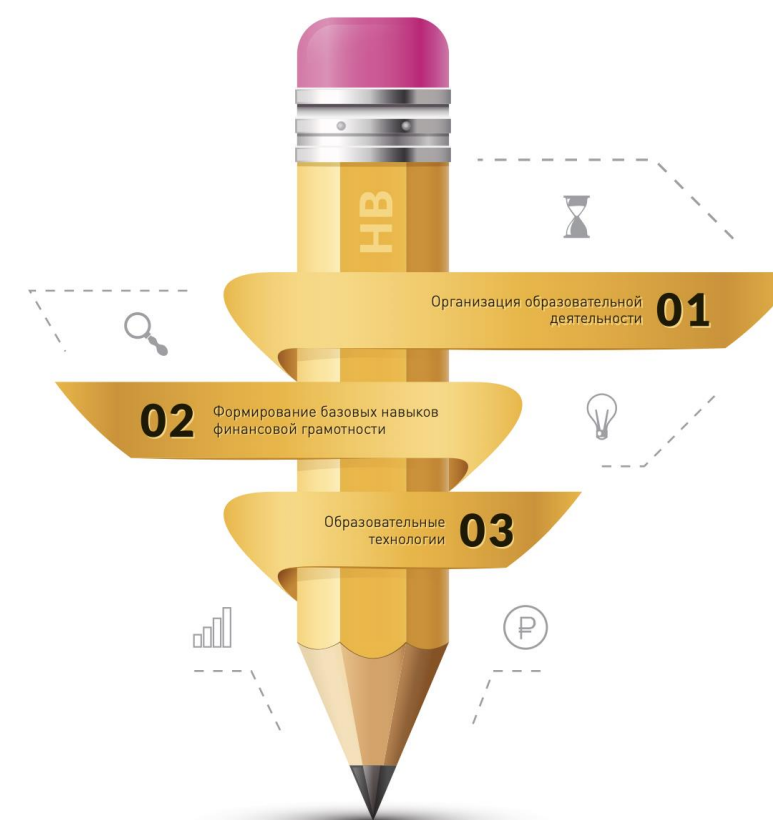 HB
Организация образовательной
деятельности
01
02
Формирование базовых навыков
финансовой грамотности
Образовательные
технологии
03
₽